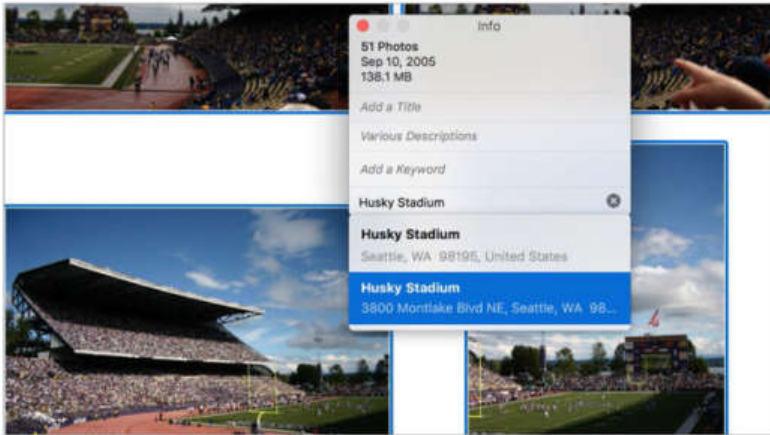 Info
51 Photos
Sep 10, 2005
138.1 MB
Add a Title
Various Descriptions
Add a Keyword
Husky Stadium
Husky Stadium
Seattle, WA 98195, United States
Husky Stadium
3800 Montlake Blvd NE, Seattle, WA 98...